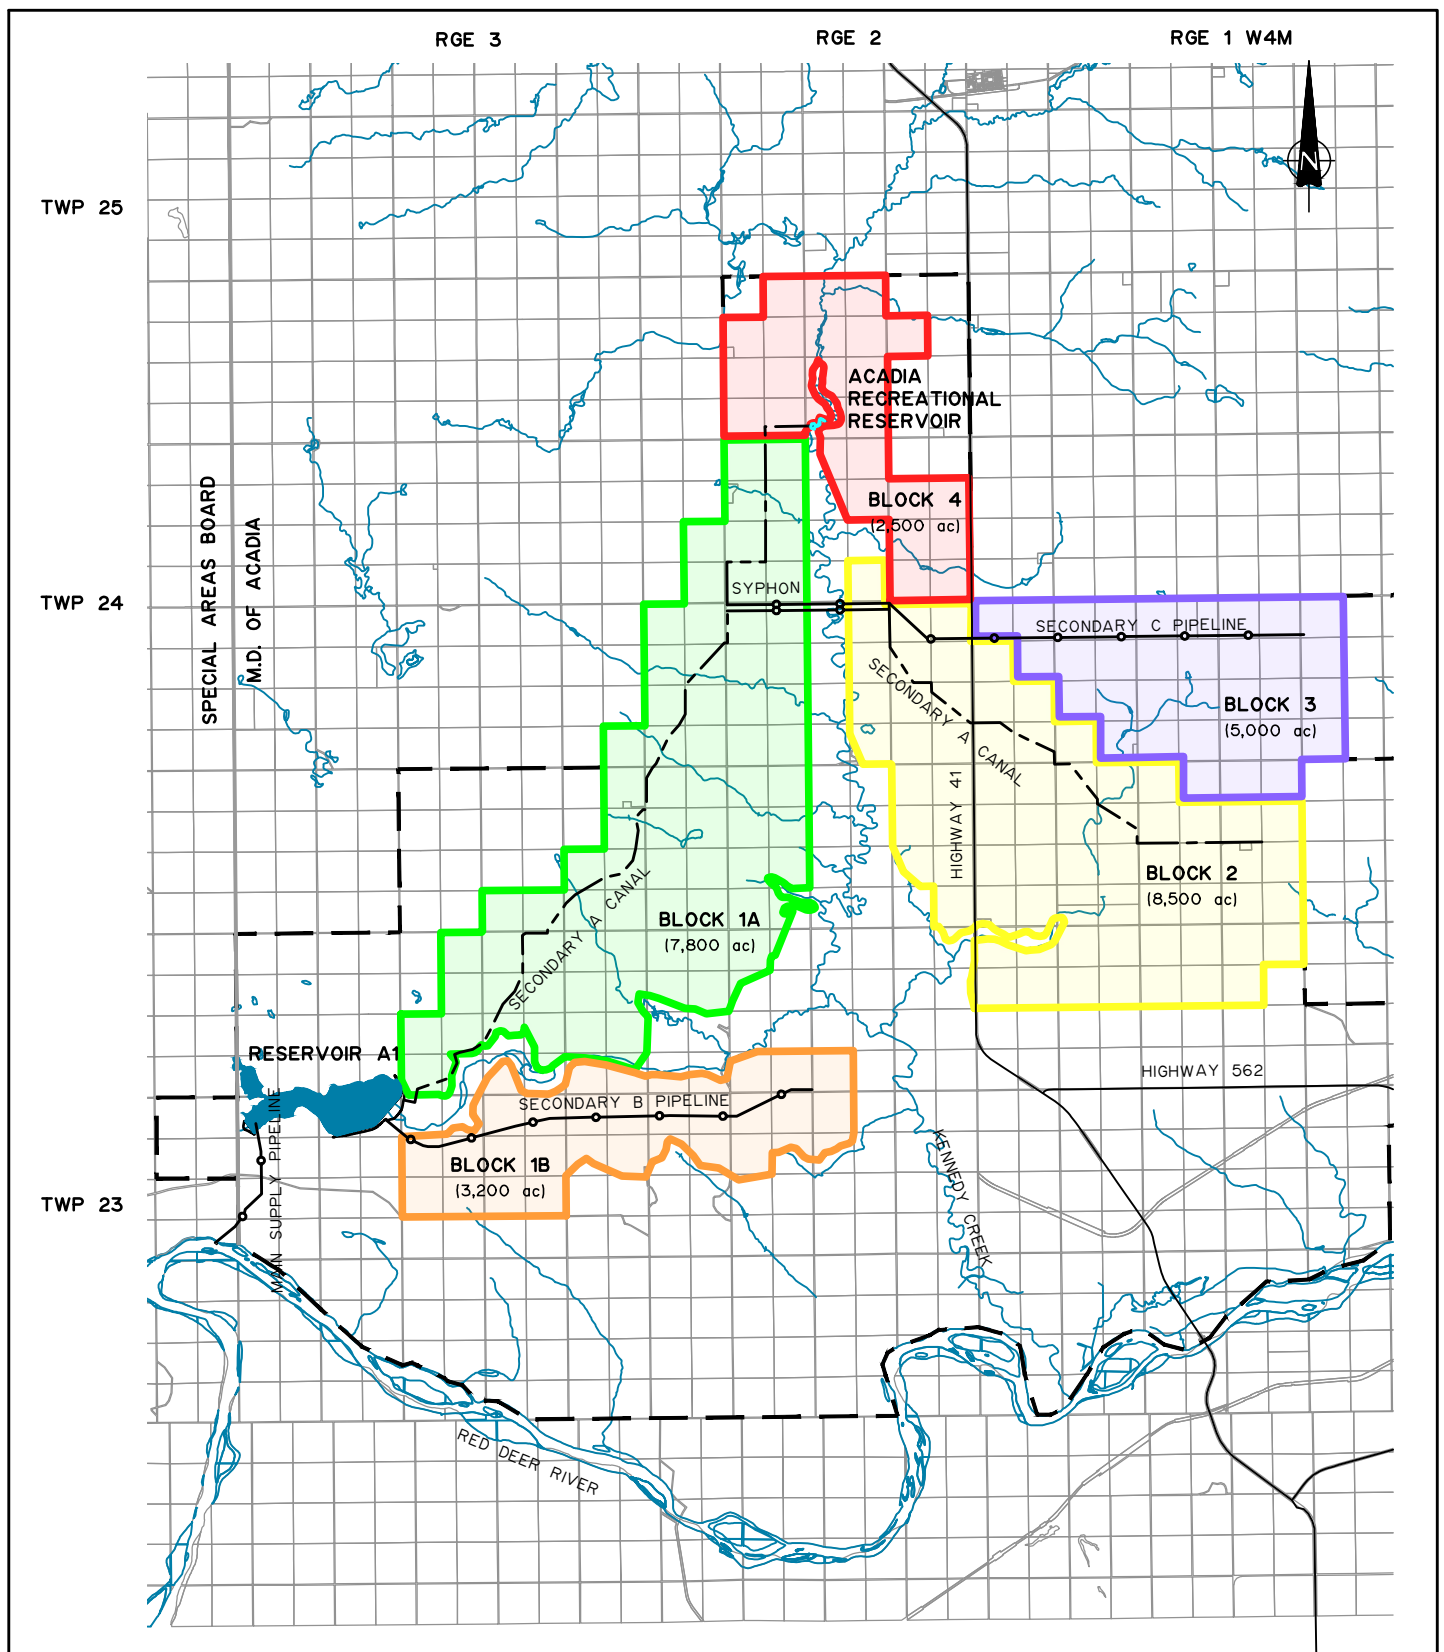 RGE 3
RGE 2
RGE 1 W4M
N
TWP 25
ACADIA
RECREATIONAL
RESERVOIR
SPECIAL AREAS BOARD
M.D. OF ACADIA
BLOCK 4
(2,500 ac)
TWP 24
SYPHON
SECONDARY C PIPELINE
SECONDARY A CANAL
BLOCK 3
(5,000 ac)
HIGHWAY 41
BLOCK 2
(8,500 ac)
SECONDARY A CANAL
BLOCK 1A
(7,800 ac)
RESERVOIR A1
HIGHWAY 562
MAIN SUPPLY PIPELINE
SECONDARY B PIPELINE
BLOCK 1B
(3,200 ac)
KENNEDY CREEK
TWP 23
RED DEER RIVER